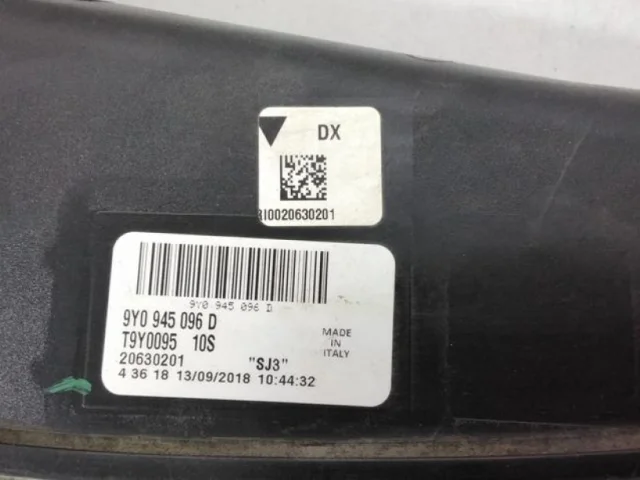 DX
RI0020630201
9Y0 945 096 D
9Y0 945 096 D
T9Y0095 10S
20630201 "SJ3"
4 36 18 13/09/2018 10:44:32
MADE
IN
ITALY